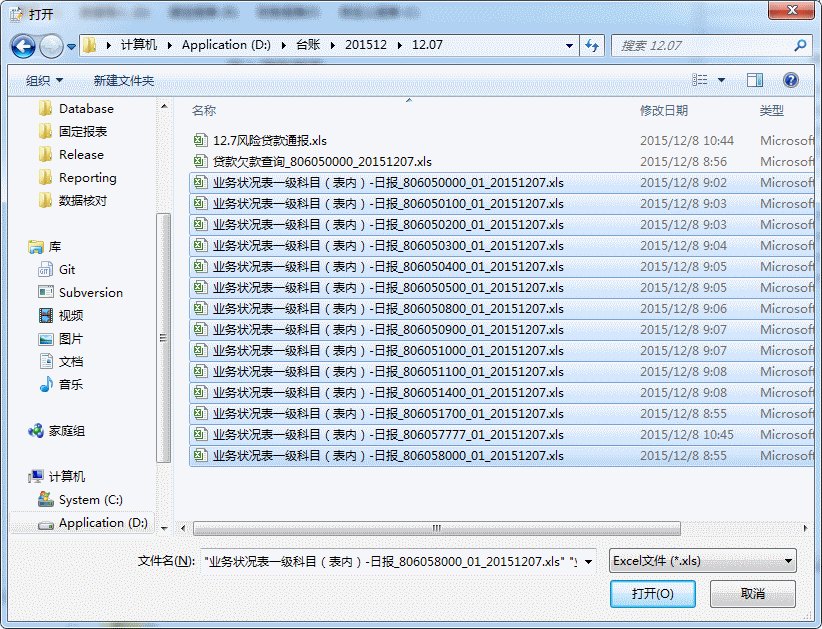 打开
计算机 Application (D:) 台账 201512 12.07
搜索 12.07
组织 新建文件夹
Database
固定报表
Release
Reporting
数据核对
库
Git
Subversion
视频
图片
文档
音乐
家庭组
计算机
System (C:)
Application (D:)
名称 修改日期 类型
12.7风险贷款通报.xls 2015/12/8 10:44 Microsoft
贷款欠款查询_806050000_20151207.xls 2015/12/8 8:56 Microsoft
业务状况表一级科目（表内）-日报_806050000_01_20151207.xls 2015/12/8 9:02 Microsoft
业务状况表一级科目（表内）-日报_806050100_01_20151207.xls 2015/12/8 9:03 Microsoft
业务状况表一级科目（表内）-日报_806050200_01_20151207.xls 2015/12/8 9:03 Microsoft
业务状况表一级科目（表内）-日报_806050300_01_20151207.xls 2015/12/8 9:04 Microsoft
业务状况表一级科目（表内）-日报_806050400_01_20151207.xls 2015/12/8 9:05 Microsoft
业务状况表一级科目（表内）-日报_806050500_01_20151207.xls 2015/12/8 9:05 Microsoft
业务状况表一级科目（表内）-日报_806050800_01_20151207.xls 2015/12/8 9:06 Microsoft
业务状况表一级科目（表内）-日报_806050900_01_20151207.xls 2015/12/8 9:07 Microsoft
业务状况表一级科目（表内）-日报_806051000_01_20151207.xls 2015/12/8 9:07 Microsoft
业务状况表一级科目（表内）-日报_806051100_01_20151207.xls 2015/12/8 9:08 Microsoft
业务状况表一级科目（表内）-日报_806051400_01_20151207.xls 2015/12/8 9:08 Microsoft
业务状况表一级科目（表内）-日报_806051700_01_20151207.xls 2015/12/8 8:55 Microsoft
业务状况表一级科目（表内）-日报_806057777_01_20151207.xls 2015/12/8 10:45 Microsoft
业务状况表一级科目（表内）-日报_806058000_01_20151207.xls 2015/12/8 8:55 Microsoft
文件名(N): "业务状况表一级科目（表内）-日报_806058000_01_20151207.xls" " Excel文件 (*.xls)
打开(O) 取消